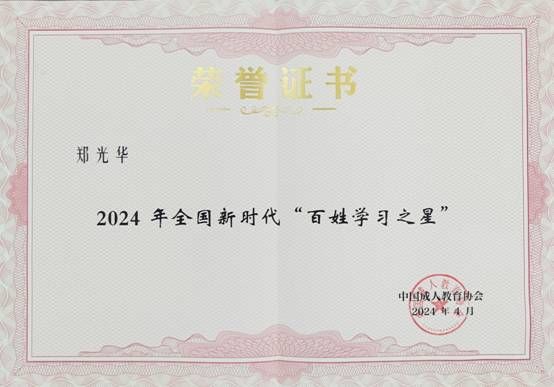 荣誉证书
郑光华
2024 年全国新时代“百姓学习之星”
中国成人教育协会
2024 年 4 月